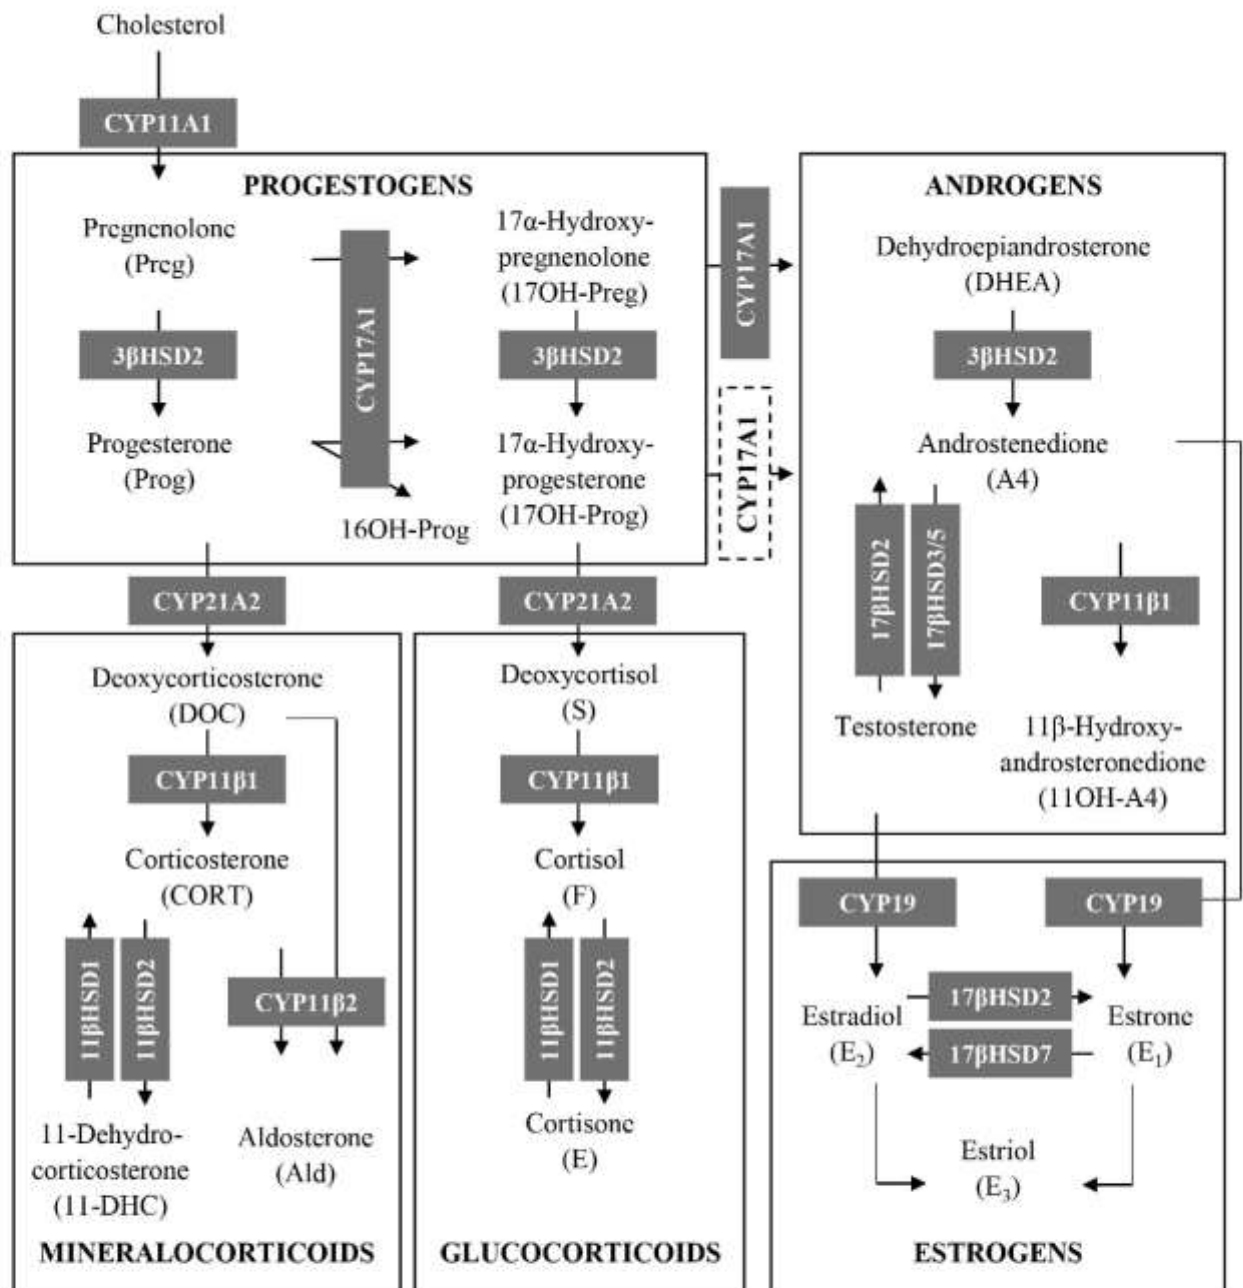 Cholesterol
CYP11A1
PROGESTOGENS
Pregnenolone
(Preg)
3βHSD2
Progesterone
(Prog)
CYP17A1
16OH-Prog
17α-Hydroxy-
pregnenolone
(17OH-Preg)
3βHSD2
17α-Hydroxy-
progesterone
(17OH-Prog)
CYP17A1
CYP17A1
ANDROGENS
Dehydroepiandrosterone
(DHEA)
3βHSD2
Androstenedione
(A4)
17βHSD2
17βHSD3/5
CYP11β1
Testosterone
11β-Hydroxy-
androsteronedione
(11OH-A4)
CYP21A2
CYP21A2
Deoxycorticosterone
(DOC)
CYP11β1
Corticosterone
(CORT)
11βHSD1
11βHSD2
CYP11β2
11-Dehydro-
corticosterone
(11-DHC)
Aldosterone
(Ald)
MINERALOCORTICOIDS
Deoxycortisol
(S)
CYP11β1
Cortisol
(F)
11βHSD1
11βHSD2
Cortisone
(E)
GLUCOCORTICOIDS
CYP19
CYP19
Estradiol
(E₂)
17βHSD2
17βHSD7
Estrone
(E₁)
Estriol
(E₃)
ESTROGENS